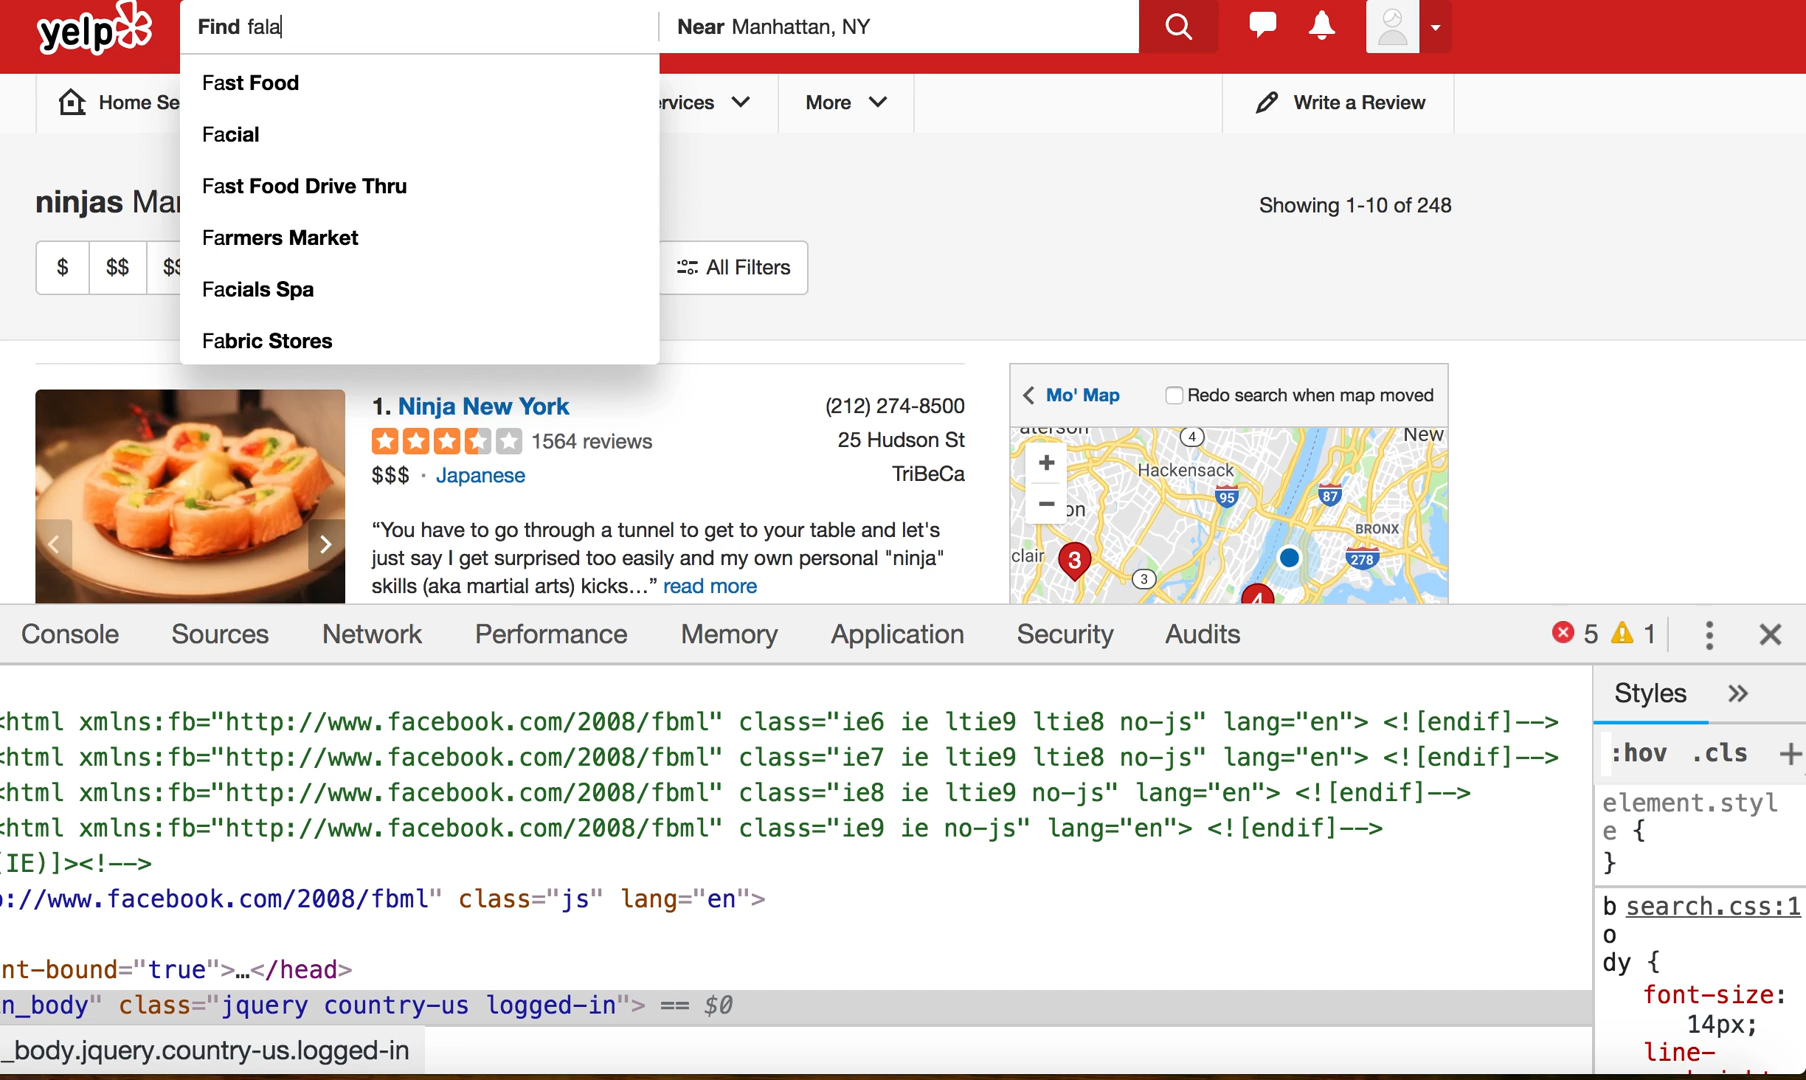 yelp
Find fala
Near Manhattan, NY
Fast Food
Facial
Fast Food Drive Thru
Farmers Market
Facials Spa
Fabric Stores
Home Se
rvices
More
Write a Review
ninjas Ma
Showing 1-10 of 248
$
$$
$$
All Filters
1. Ninja New York
1564 reviews
$$$ · Japanese
(212) 274-8500
25 Hudson St
TriBeCa
“You have to go through a tunnel to get to your table and let's
just say I get surprised too easily and my own personal "ninja"
skills (aka martial arts) kicks…” read more
Mo' Map
Redo search when map moved
aterson
4
New
Hackensack
95
87
on
BRONX
clair
3
3
278
4
Console
Sources
Network
Performance
Memory
Application
Security
Audits
5
1
<html xmlns:fb="http://www.facebook.com/2008/fbml" class="ie6 ie ltie9 ltie8 no-js" lang="en"> <![endif]-->
<html xmlns:fb="http://www.facebook.com/2008/fbml" class="ie7 ie ltie9 ltie8 no-js" lang="en"> <![endif]-->
<html xmlns:fb="http://www.facebook.com/2008/fbml" class="ie8 ie ltie9 no-js" lang="en"> <![endif]-->
<html xmlns:fb="http://www.facebook.com/2008/fbml" class="ie9 ie no-js" lang="en"> <![endif]-->
(IE)]><!-->
p://www.facebook.com/2008/fbml" class="js" lang="en">
nt-bound="true">…</head>
n_body" class="jquery country-us logged-in"> == $0
_body.jquery.country-us.logged-in
Styles
:hov .cls +
element.styl
e {
}
b search.css:1
o
dy {
font-size:
14px;
line-